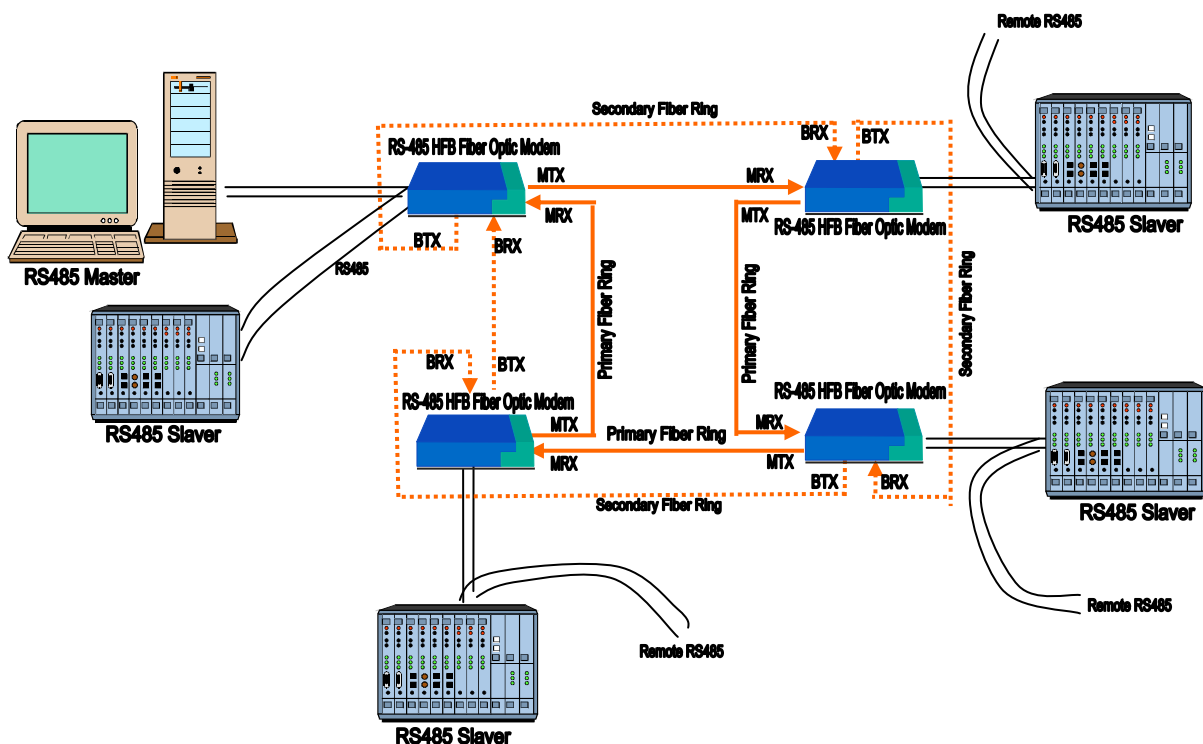 Remote RS485
Secondary Fiber Ring
BRX
BTX
RS-485 HFB Fiber Optic Modem
MTX
MRX
MRX
MTX
RS-485 HFB Fiber Optic Modem
RS485 Slaver
BTX
BRX
RS485
RS485 Master
Primary Fiber Ring
Primary Fiber Ring
Secondary Fiber Ring
BRX
BTX
RS-485 HFB Fiber Optic Modem
RS-485 HFB Fiber Optic Modem
RS485 Slaver
MTX
Primary Fiber Ring
MRX
MRX
MTX
BTX
BRX
Secondary Fiber Ring
RS485 Slaver
Remote RS485
Remote RS485
RS485 Slaver